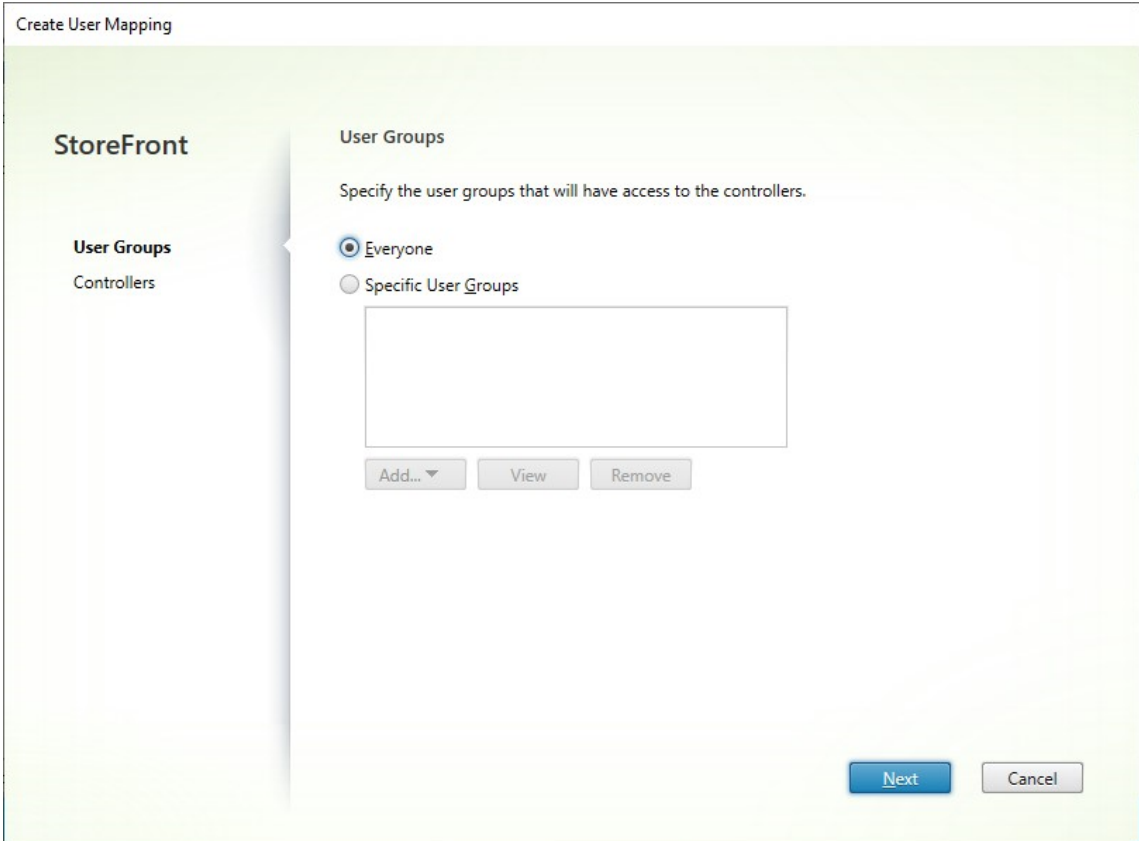 Create User Mapping
StoreFront
User Groups
Controllers
User Groups
Specify the user groups that will have access to the controllers.
Everyone
Specific User Groups
Add...
View
Remove
Next
Cancel